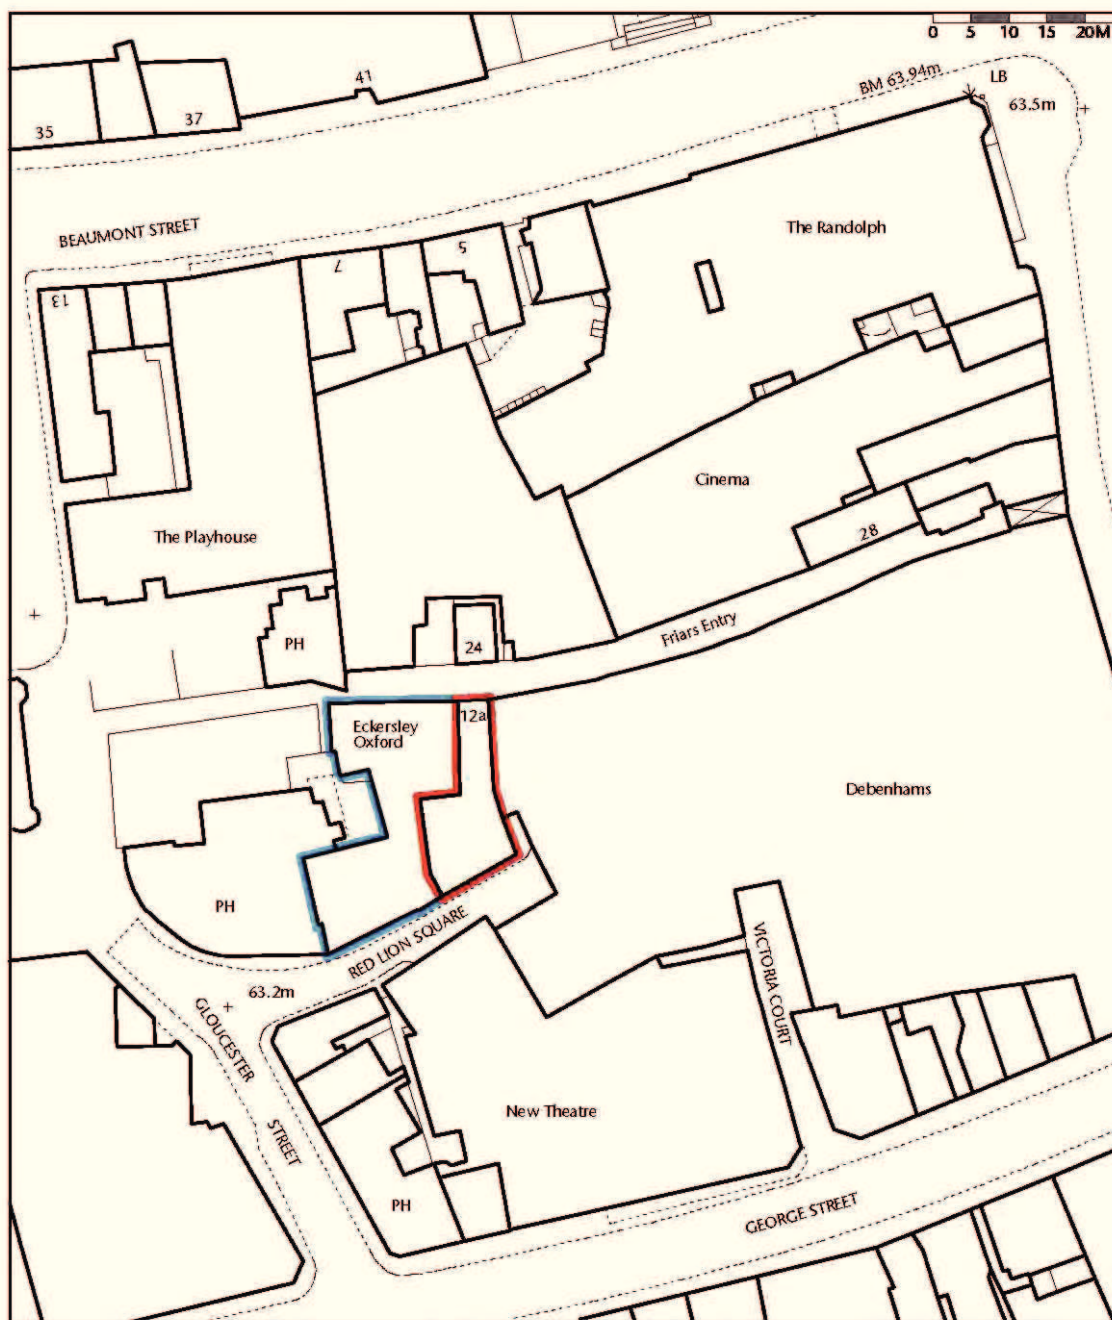 0 5 10 15 20M
41
35
37
BM 63.94m
LB
63.5m
BEAUMONT STREET
The Randolph
13
7
5
Cinema
28
The Playhouse
Friars Entry
PH
24
12a
Eckersley
Oxford
Debenhams
PH
RED LION SQUARE
VICTORIA COURT
63.2m
GLOUCESTER
STREET
New Theatre
PH
GEORGE STREET